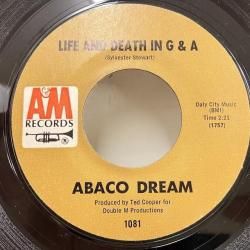 LIFE AND DEATH IN G & A
(Sylvester Stewart)
A&M
RECORDS
Daly City Music
(BMI)
Time 2:21
(1757)
ABACO DREAM
Produced by Ted Cooper for
Double M Productions
1081